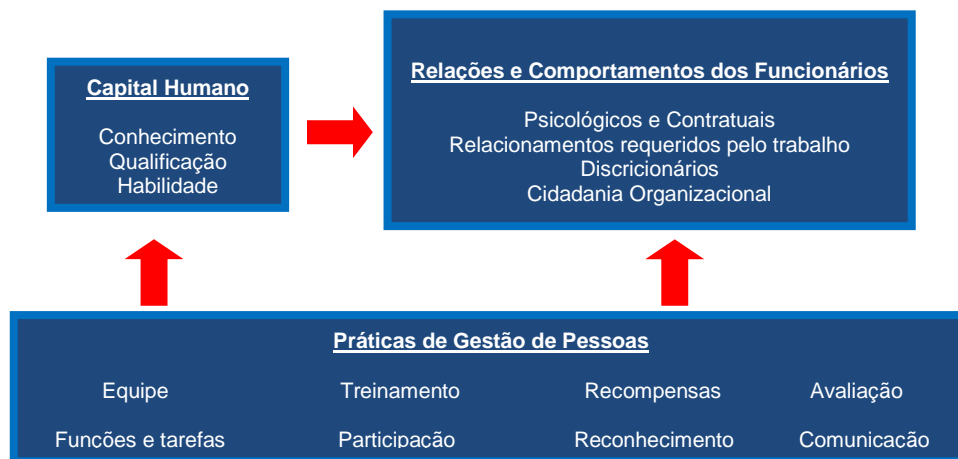 Capital Humano
Conhecimento
Qualificação
Habilidade
Relações e Comportamentos dos Funcionários
Psicológicos e Contratuais
Relacionamentos requeridos pelo trabalho
Discricionários
Cidadania Organizacional
Práticas de Gestão de Pessoas
Equipe Treinamento Recompensas Avaliação
Funções e tarefas Participação Reconhecimento Comunicação